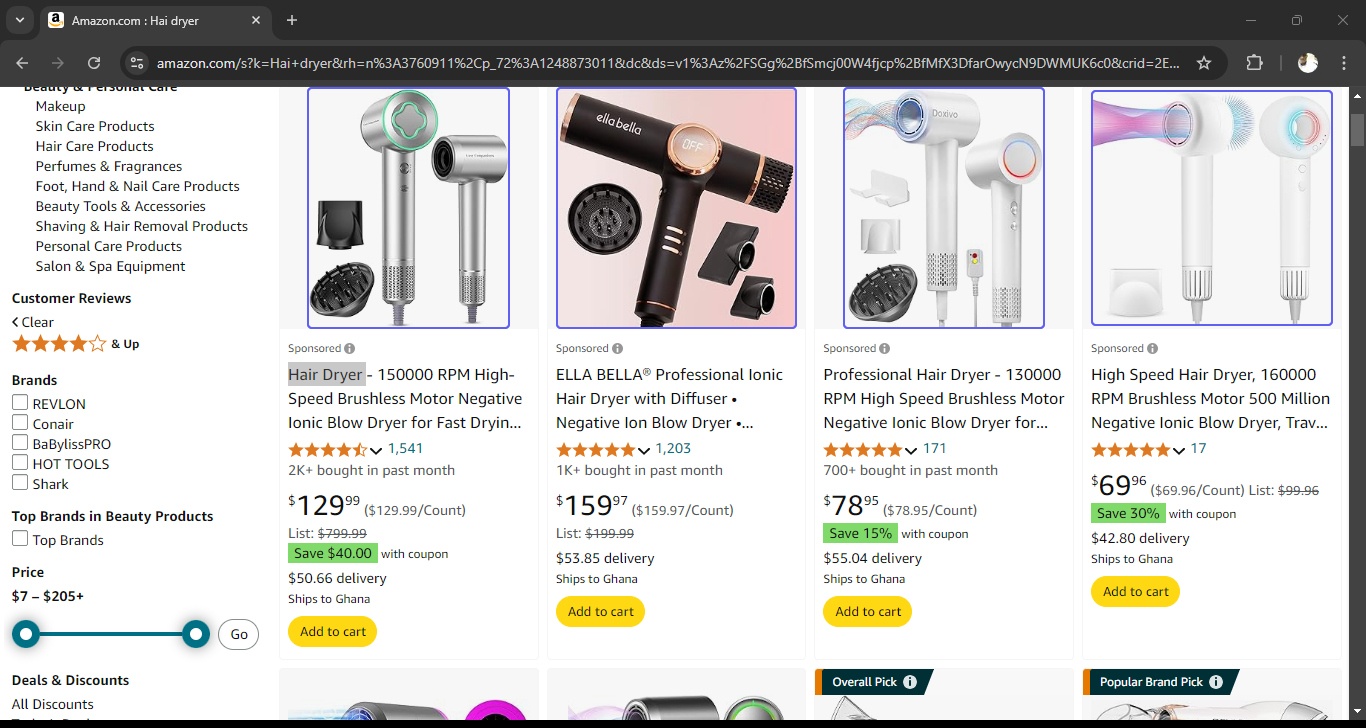 Amazon.com : Hai dryer
amazon.com/s?k=Hai+dryer&rh=n%3A3760911%2Cp_72%3A1248873011&dc&ds=v1%3Az%2FSGg%2BfSmcj00W4fjcp%2BfMfX3DfarOwycN9DWMUK6c0&crid=2E...
Beauty & Personal Care
Makeup
Skin Care Products
Hair Care Products
Perfumes & Fragrances
Foot, Hand & Nail Care Products
Beauty Tools & Accessories
Shaving & Hair Removal Products
Personal Care Products
Salon & Spa Equipment
Customer Reviews
Clear
& Up
Brands
REVLON
Conair
BaBylissPRO
HOT TOOLS
Shark
Top Brands in Beauty Products
Top Brands
Price
$7 – $205+
Go
Deals & Discounts
All Discounts
Sponsored
Hair Dryer - 150000 RPM High-
Speed Brushless Motor Negative
Ionic Blow Dryer for Fast Dryin...
1,541
2K+ bought in past month
$129.99 ($129.99/Count)
List: $799.99
Save $40.00 with coupon
$50.66 delivery
Ships to Ghana
Add to cart
ella bella
OFF
Sponsored
ELLA BELLA® Professional Ionic
Hair Dryer with Diffuser •
Negative Ion Blow Dryer •...
1,203
1K+ bought in past month
$159.97 ($159.97/Count)
List: $199.99
$53.85 delivery
Ships to Ghana
Add to cart
Doxivo
Sponsored
Professional Hair Dryer - 130000
RPM High Speed Brushless Motor
Negative Ionic Blow Dryer for...
171
700+ bought in past month
$78.95 ($78.95/Count)
Save 15% with coupon
$55.04 delivery
Ships to Ghana
Add to cart
Sponsored
High Speed Hair Dryer, 160000
RPM Brushless Motor 500 Million
Negative Ionic Blow Dryer, Trav...
17
$69.96 ($69.96/Count) List: $99.96
Save 30% with coupon
$42.80 delivery
Ships to Ghana
Add to cart
Overall Pick
Popular Brand Pick